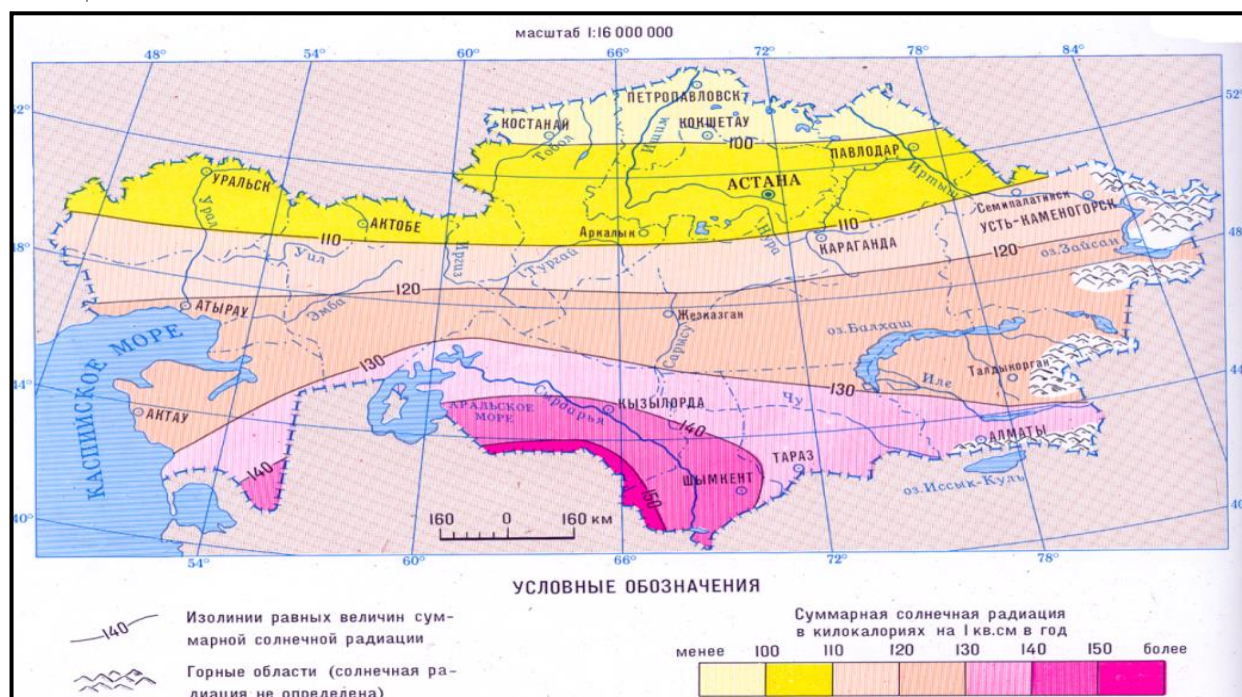 масштаб 1:16 000 000
48° 54° 60° 66° 72° 78° 84°
52° 52°
ПЕТРОПАВЛОВСК
КОСТАНАЙ
КОКШЕТАУ
Тобол
Ишим
100
ПАВЛОДАР
УРАЛЬСК
АСТАНА
Иртыш
Семипалатинск
УСТЬ-КАМЕНОГОРСК
Урал
АКТОБЕ
Аркалык
110
110
Нура
КАРАГАНДА
48° 48°
Уил
Иргиз
Тургай
120
оз.Зайсан
120
АТЫРАУ
Эмба
Жезказган
оз.Балхаш
Сарысу
КАСПИЙСКОЕ МОРЕ
130
130
Талдыкорган
Иле
44° 44°
АКТАУ
АРАЛЬСКОЕ
МОРЕ
Сырдарья
КЫЗЫЛОРДА
140
Чу
АЛМАТЫ
ТАРАЗ
140
ШЫМКЕНТ
150
оз.Иссык-Куль
40° 40
160 0 160 км
54° 60° 66° 72° 78°
УСЛОВНЫЕ ОБОЗНАЧЕНИЯ
140
Изолинии равных величин сум-
марной солнечной радиации
Горные области (солнечная ра-
диация не определена)
Суммарная солнечная радиация
в килокалориях на 1 кв.см в год
менее 100 110 120 130 140 150 более